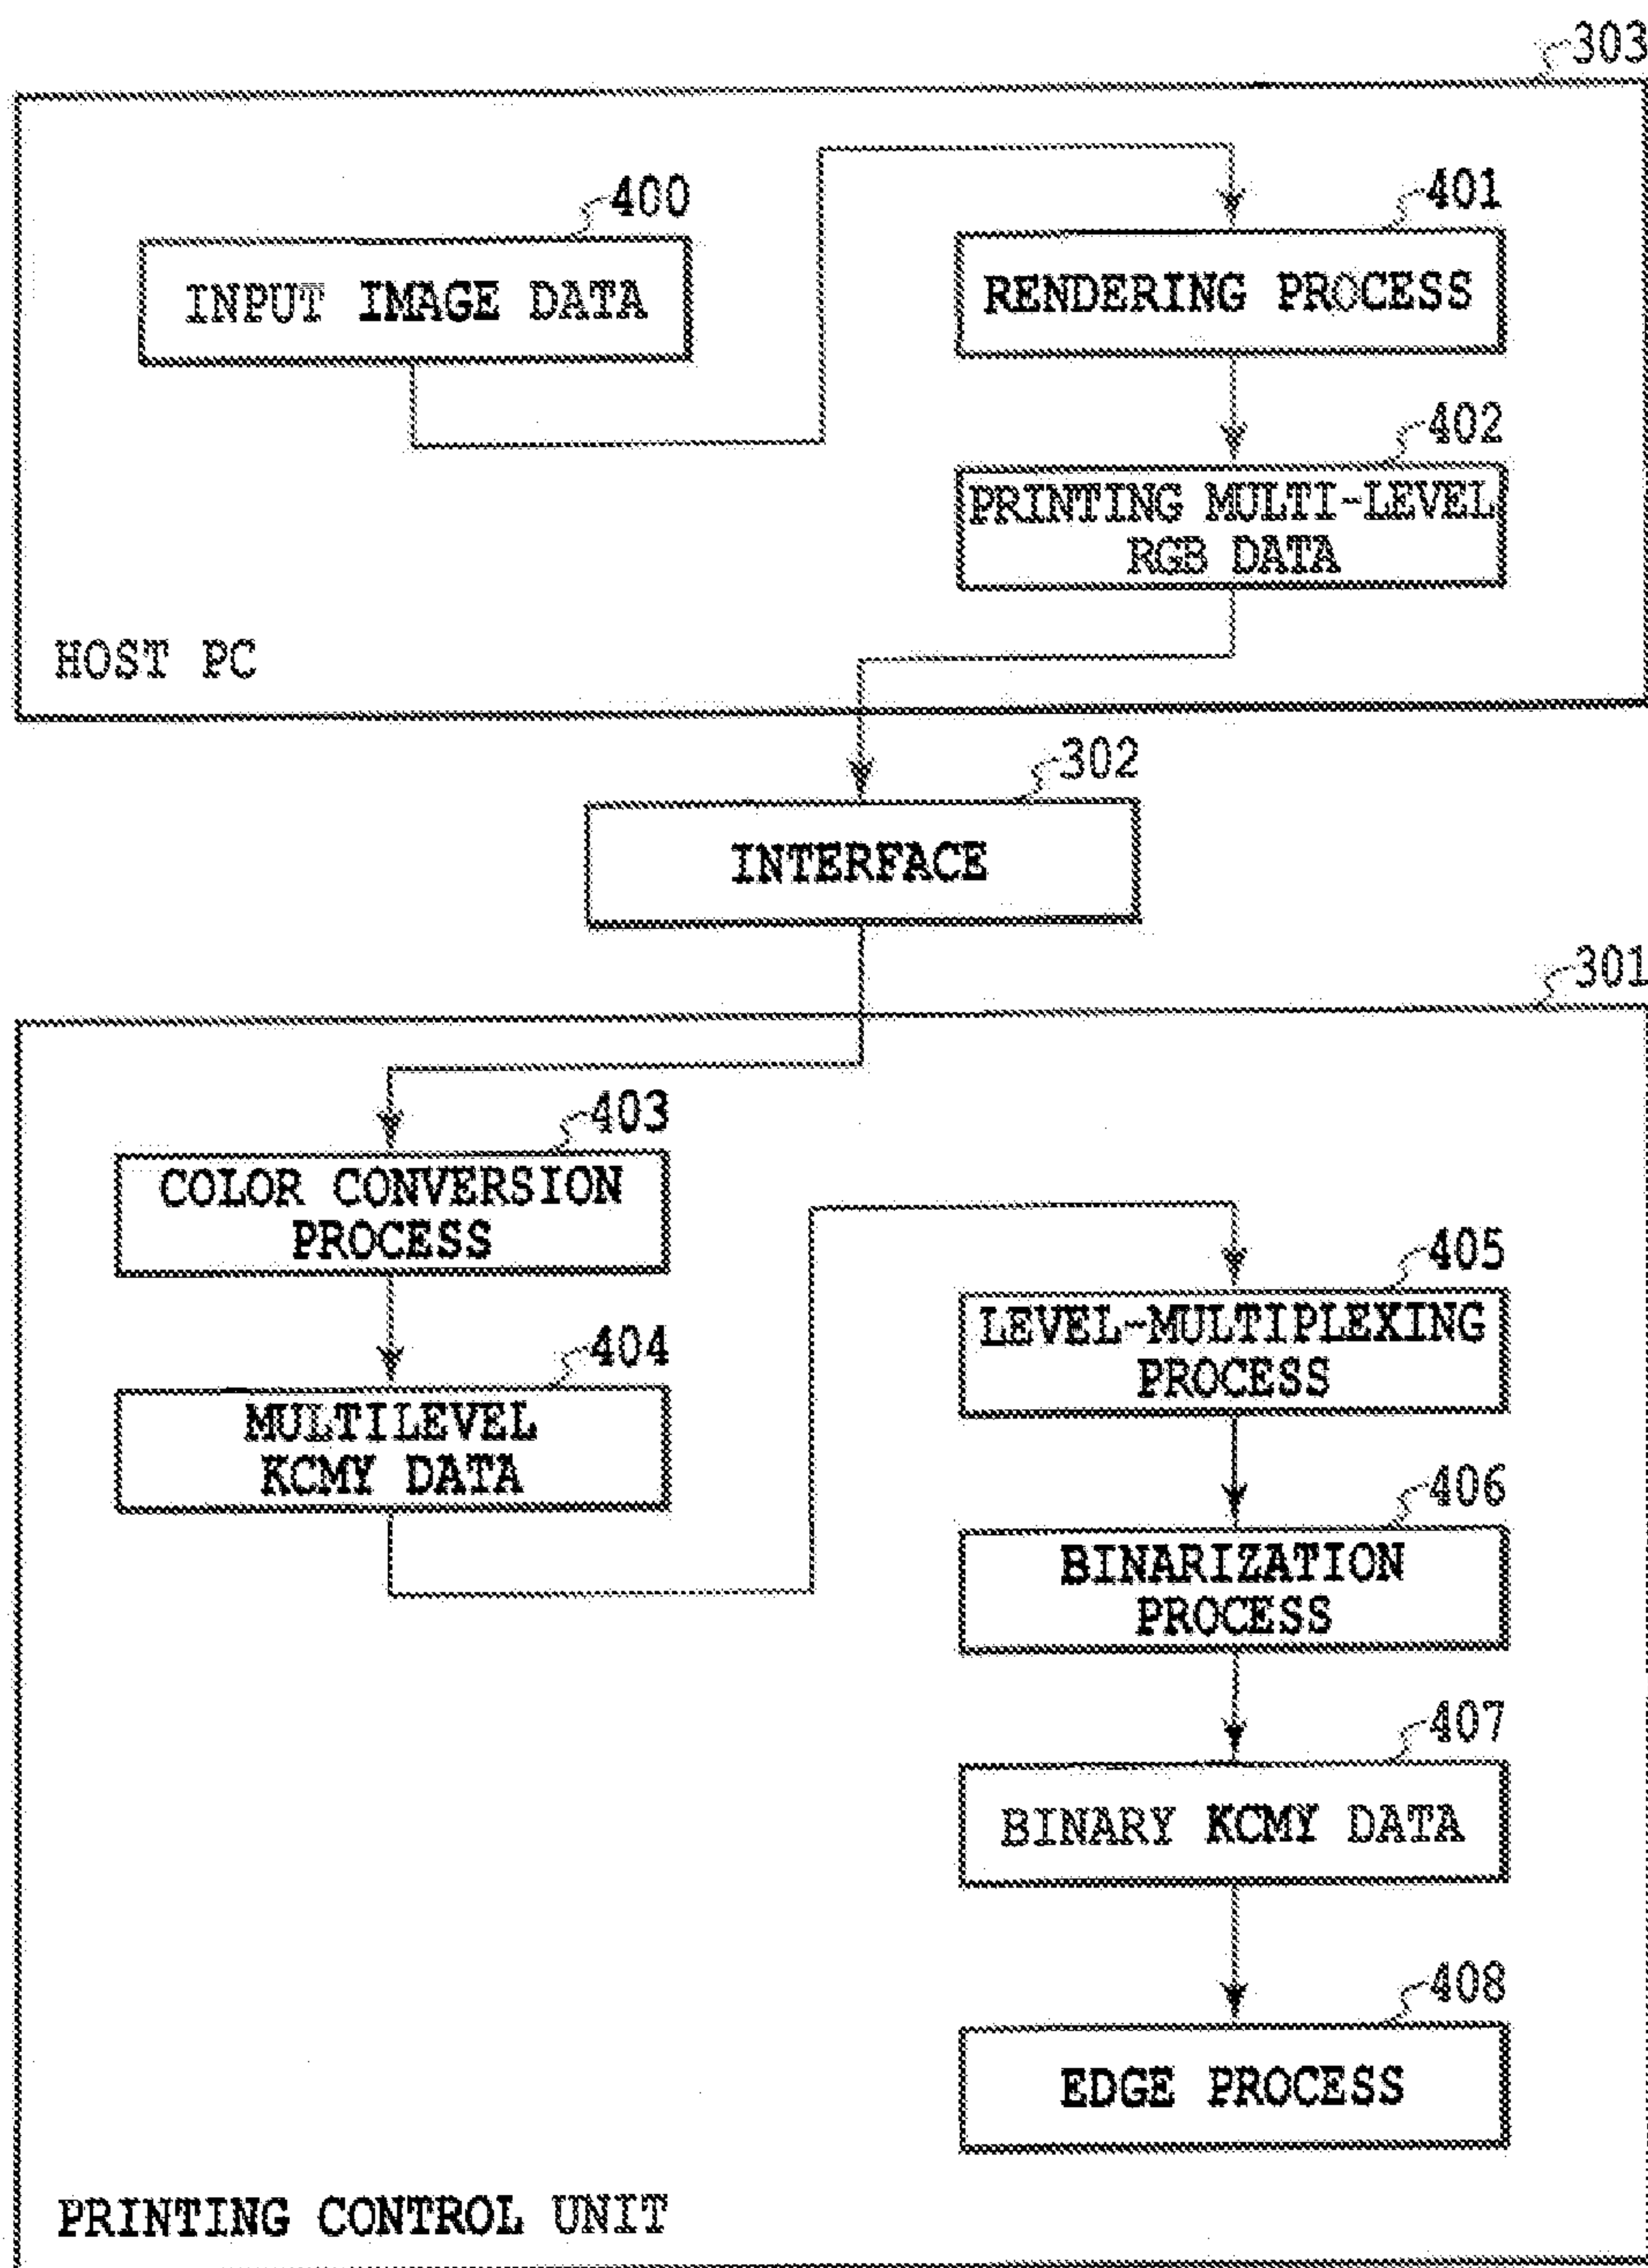 303
400
INPUT IMAGE DATA
401
RENDERING PROCESS
402
PRINTING MULTI-LEVEL
RGB DATA
HOST PC
302
INTERFACE
301
403
COLOR CONVERSION
PROCESS
404
MULTILEVEL
KCMY DATA
405
LEVEL-MULTIPLEXING
PROCESS
406
BINARIZATION
PROCESS
407
BINARY KCMY DATA
408
EDGE PROCESS
PRINTING CONTROL UNIT